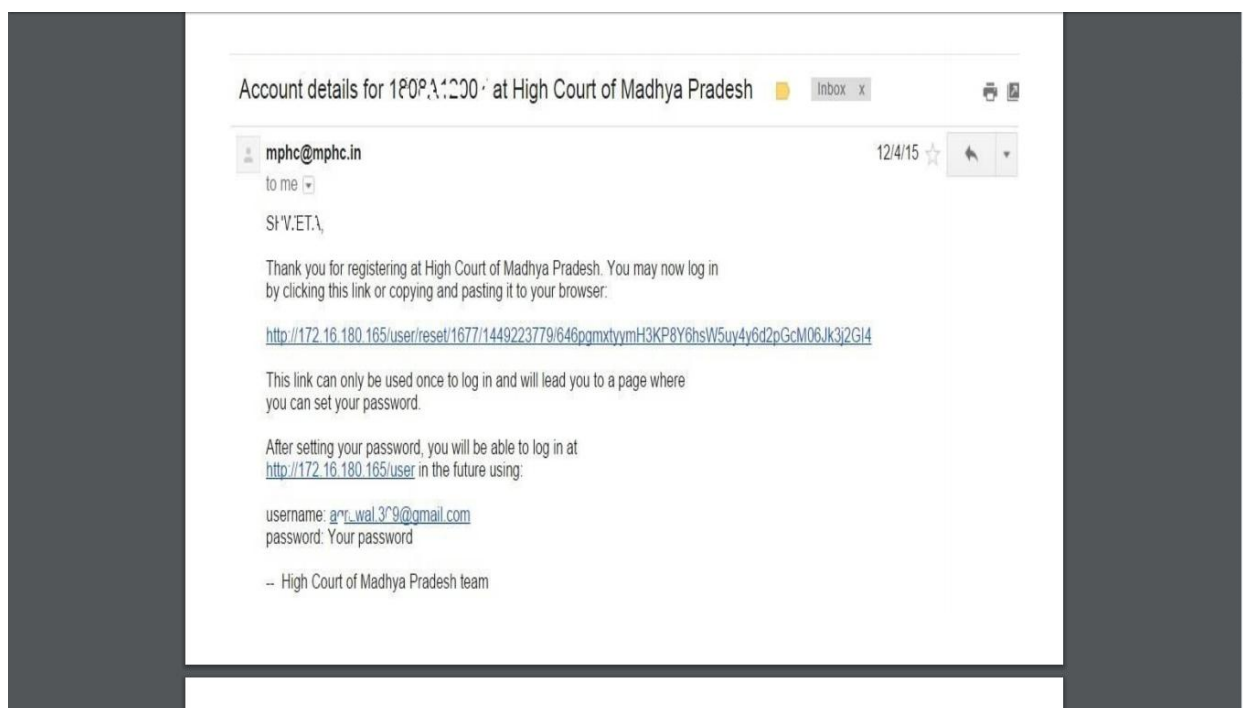 Account details for at High Court of Madhya Pradesh Inbox x
mphc@mphc.in 12/4/15
to me
Thank you for registering at High Court of Madhya Pradesh. You may now log in
by clicking this link or copying and pasting it to your browser:
http://172.16.180.165/user/reset/1677/1449223779/646pgmxtyymH3KP8Y6hsW5uy4y6d2pGcM06Jk3j2GI4
This link can only be used once to log in and will lead you to a page where
you can set your password.
After setting your password, you will be able to log in at
http://172.16.180.165/user in the future using:
username:
password: Your password
-- High Court of Madhya Pradesh team